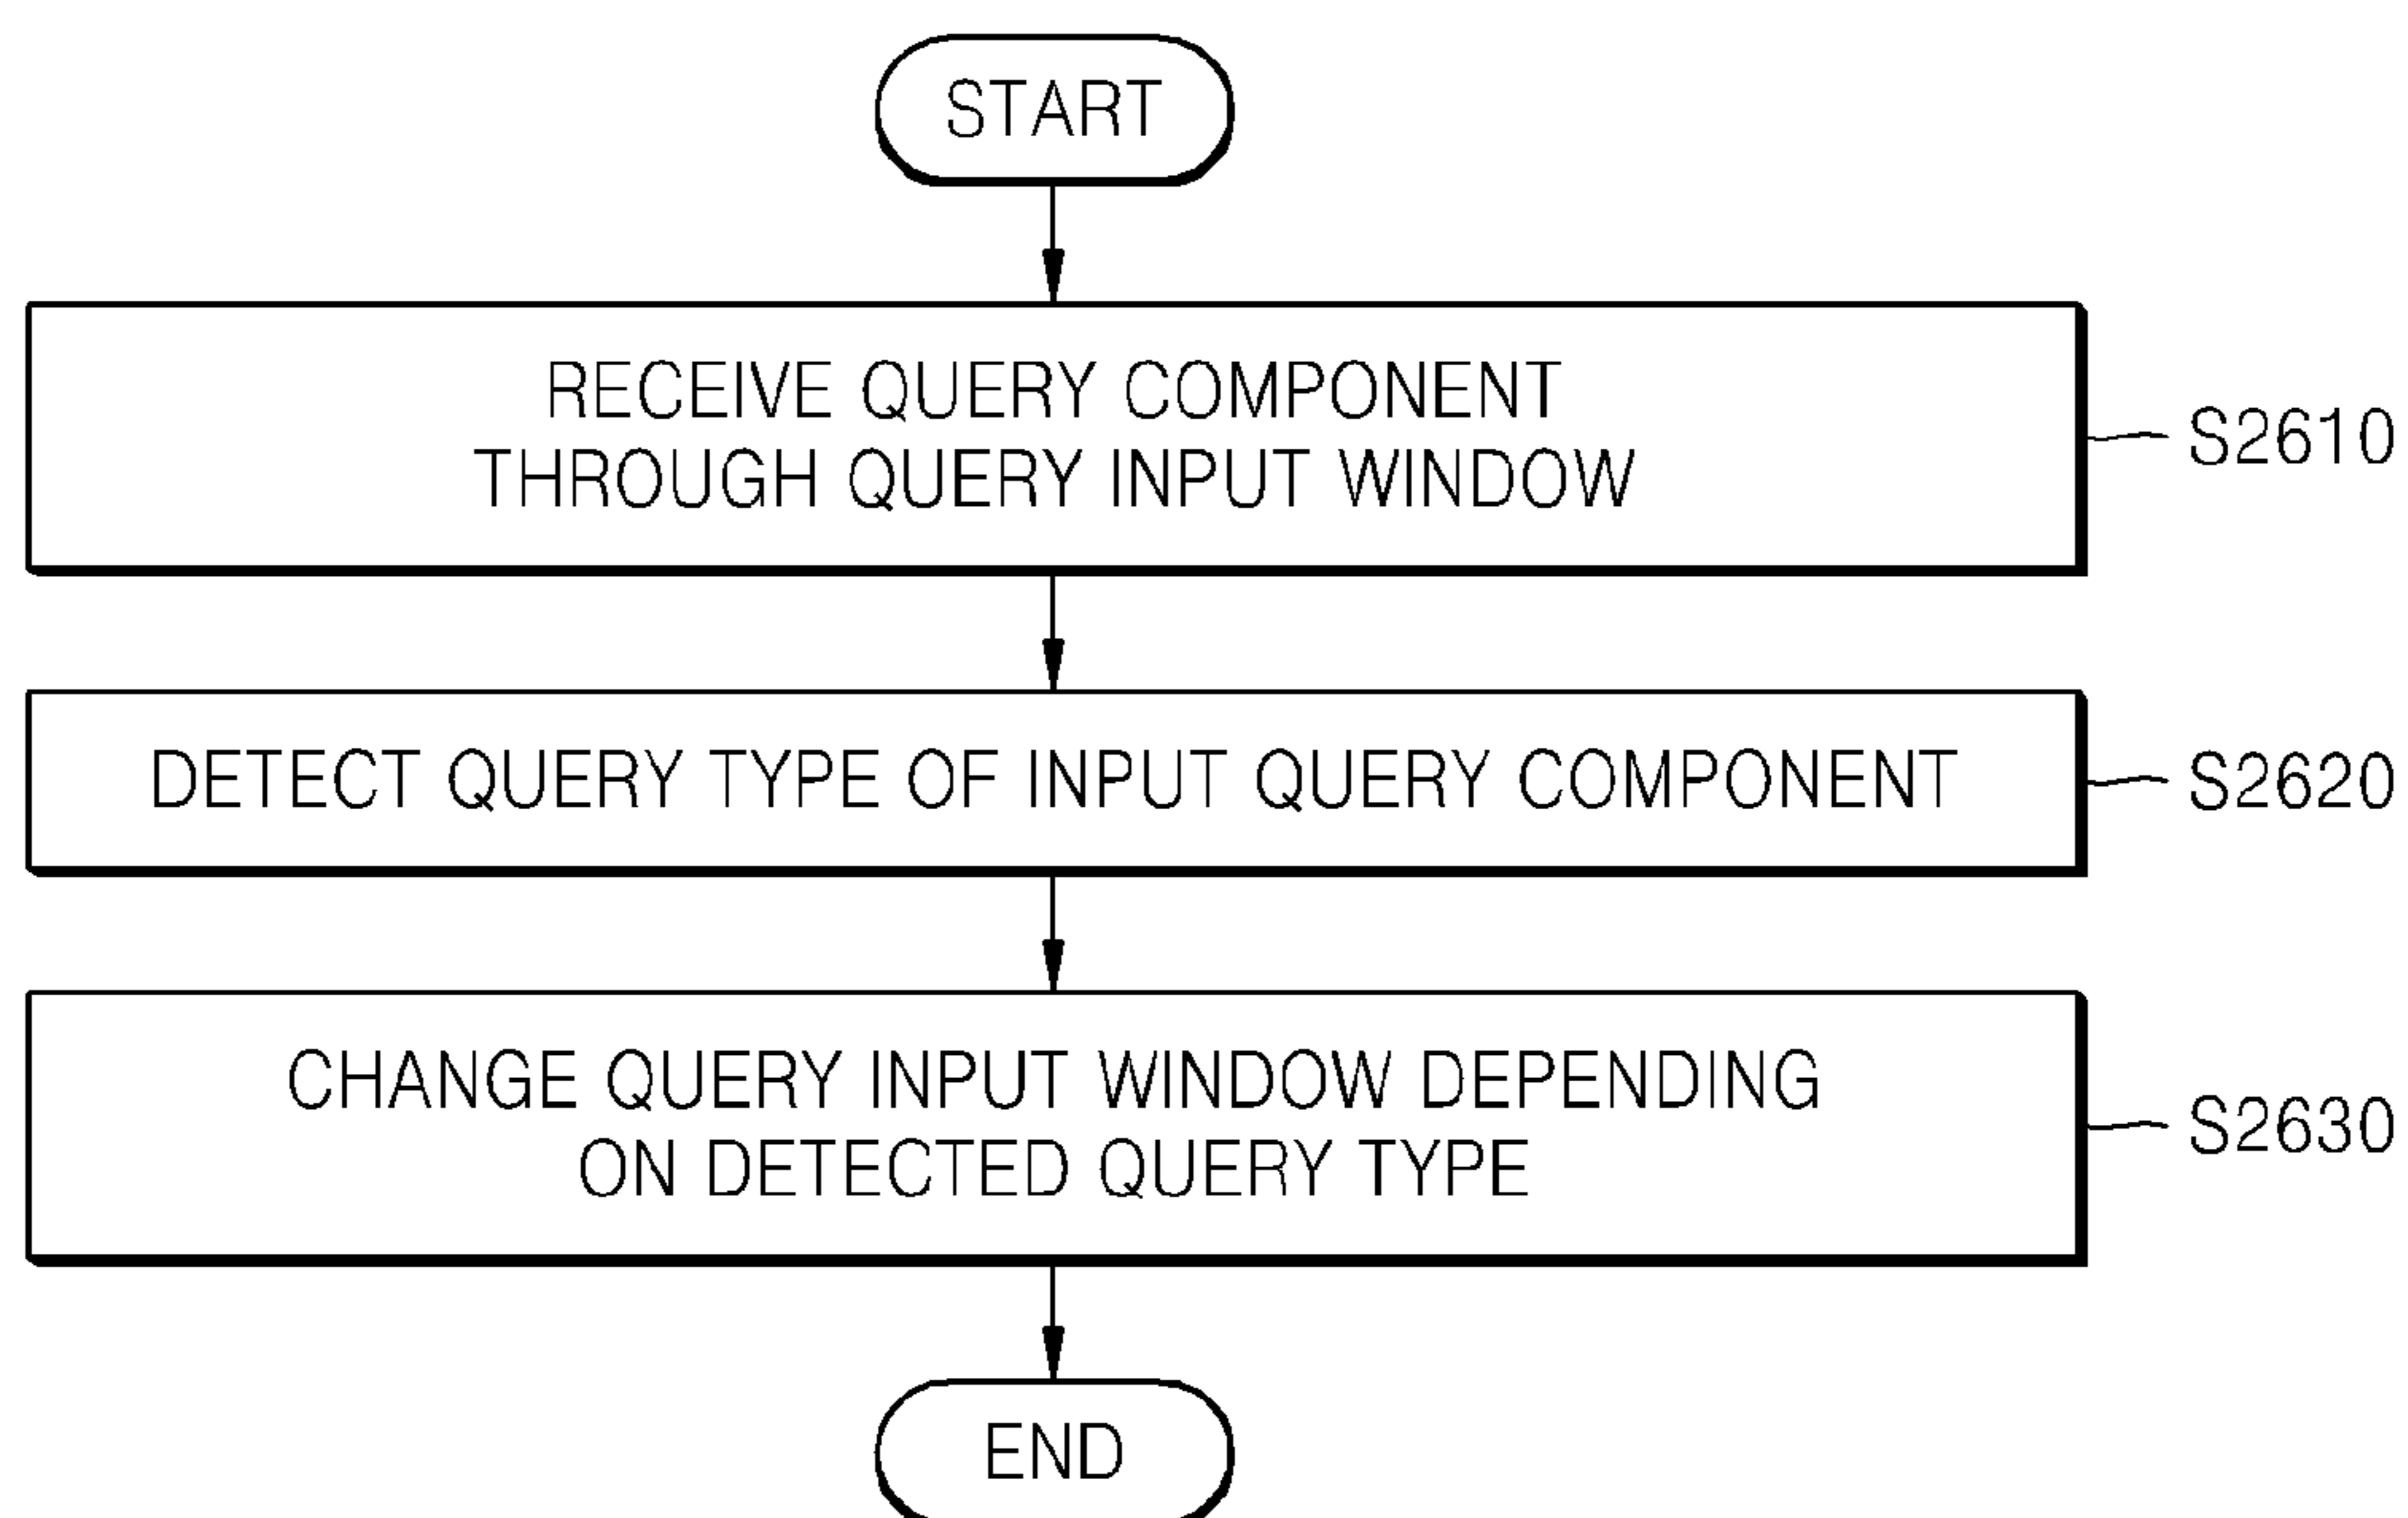 START
RECEIVE QUERY COMPONENT
THROUGH QUERY INPUT WINDOW
S2610
DETECT QUERY TYPE OF INPUT QUERY COMPONENT
S2620
CHANGE QUERY INPUT WINDOW DEPENDING
ON DETECTED QUERY TYPE
S2630
END